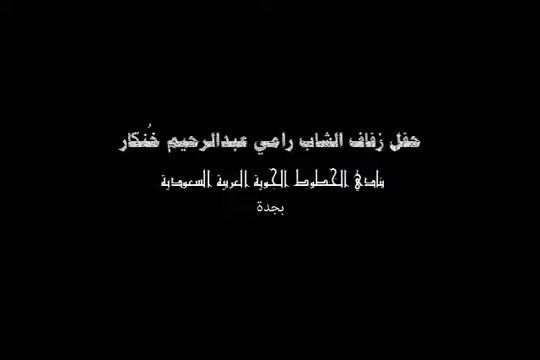 حفل زفاف الشاب رامي عبدالرحيم خُنكار
بنادي الخطوط الجوية العربية السعودية
بجدة